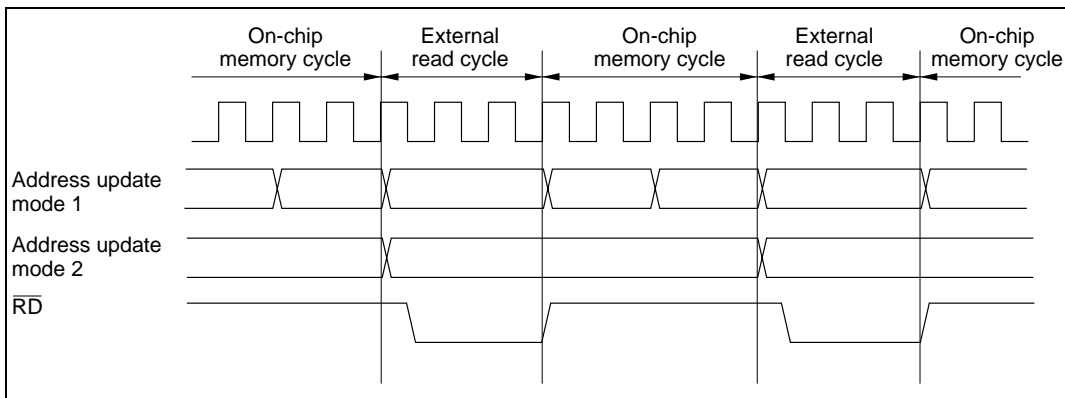 On-chip
memory cycle
External
read cycle
On-chip
memory cycle
External
read cycle
On-chip
memory cycle
Address update
mode 1
Address update
mode 2
R̅D̅